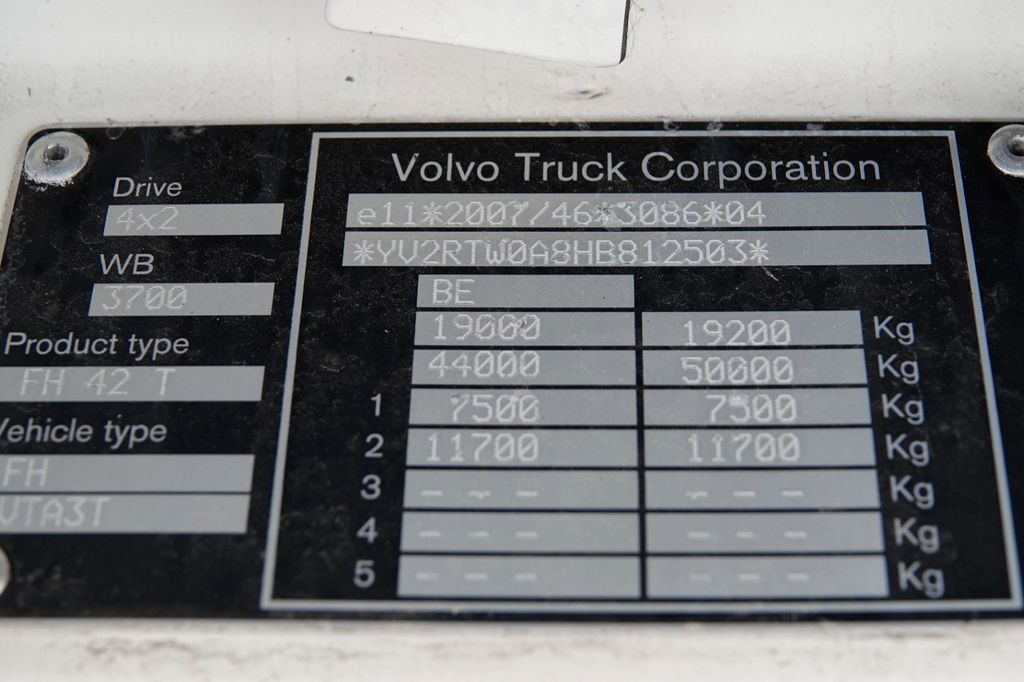 Drive
4x2
WB
3700
Product type
FH 42 T
Vehicle type
FH
VTA3T
Volvo Truck Corporation
e11*2007/46*3086*04
*YV2RTW0A8HB812503*
BE
19000 19200 Kg
44000 50000 Kg
1 7500 7500 Kg
2 11700 11700 Kg
3 - - - - - - Kg
4 - - - - - - Kg
5 - - - - - - Kg